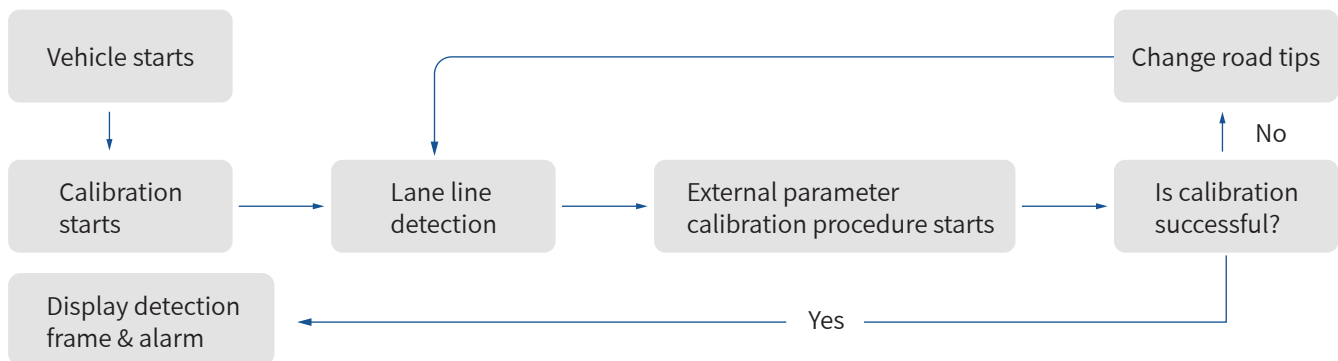 Vehicle starts
Change road tips
No
Calibration
starts
Lane line
detection
External parameter
calibration procedure starts
Is calibration
successful?
Display detection
frame & alarm
Yes